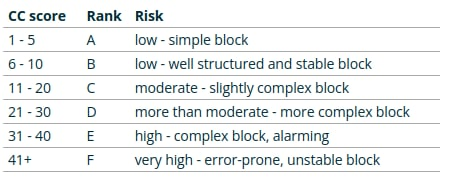 CC score Rank Risk
1 - 5 A low - simple block
6 - 10 B low - well structured and stable block
11 - 20 C moderate - slightly complex block
21 - 30 D more than moderate - more complex block
31 - 40 E high - complex block, alarming
41+ F very high - error-prone, unstable block